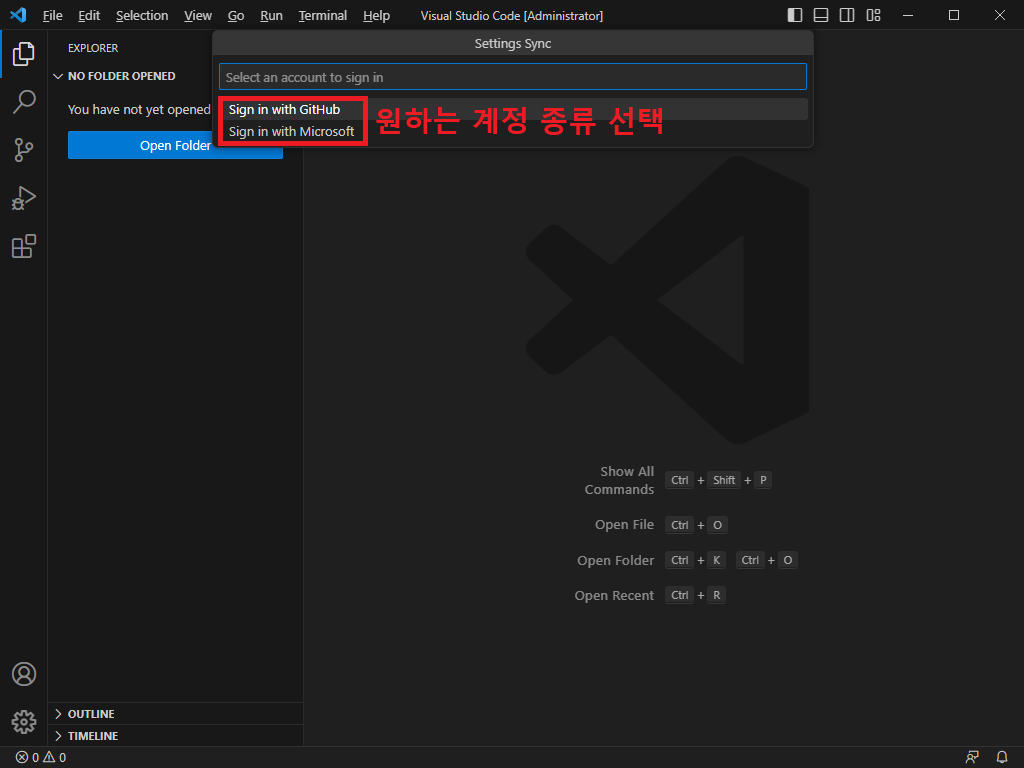 File Edit Selection View Go Run Terminal Help Visual Studio Code [Administrator]
Settings Sync
Select an account to sign in
Sign in with GitHub
Sign in with Microsoft
원하는 계정 종류 선택
EXPLORER
NO FOLDER OPENED
You have not yet opened
Open Folder
Show All
Commands
Ctrl + Shift + P
Open File Ctrl + O
Open Folder Ctrl + K Ctrl + O
Open Recent Ctrl + R
OUTLINE
TIMELINE
0 0